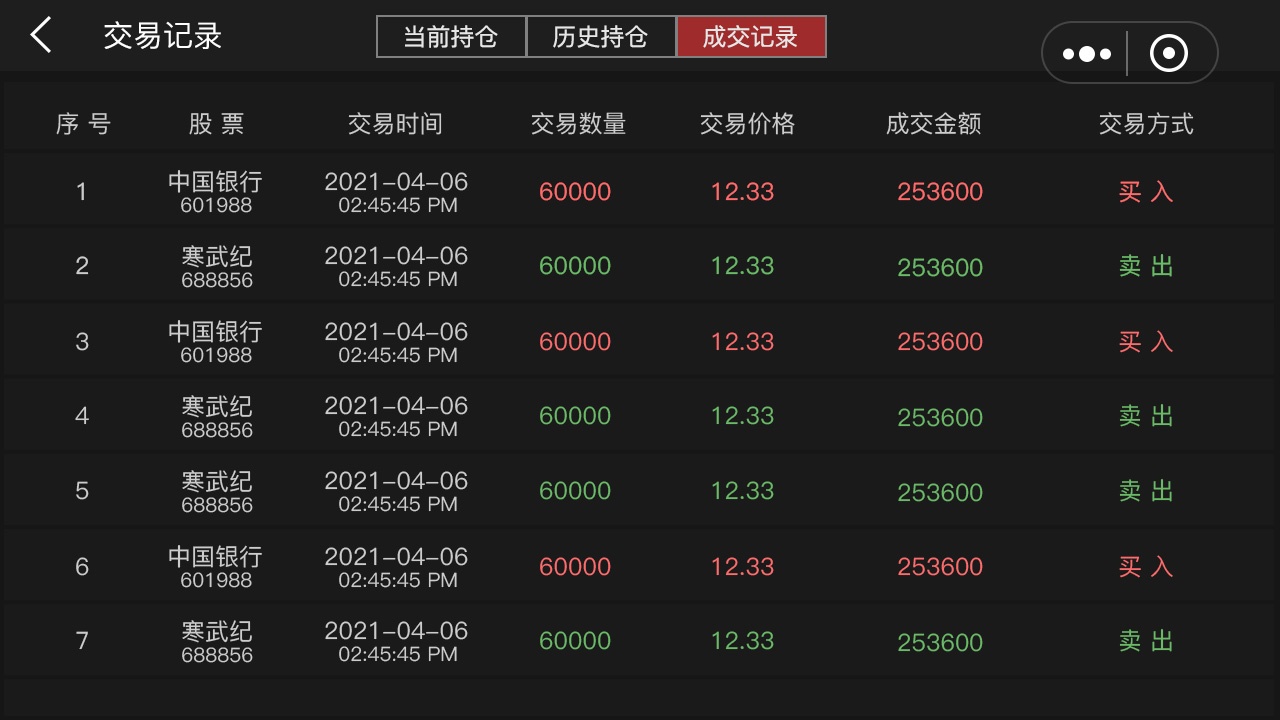 交易记录 当前持仓 历史持仓 成交记录
序号 股票 交易时间 交易数量 交易价格 成交金额 交易方式
1 中国银行 2021-04-06 60000 12.33 253600 买入
601988 02:45:45 PM
2 寒武纪 2021-04-06 60000 12.33 253600 卖出
688856 02:45:45 PM
3 中国银行 2021-04-06 60000 12.33 253600 买入
601988 02:45:45 PM
4 寒武纪 2021-04-06 60000 12.33 253600 卖出
688856 02:45:45 PM
5 寒武纪 2021-04-06 60000 12.33 253600 卖出
688856 02:45:45 PM
6 中国银行 2021-04-06 60000 12.33 253600 买入
601988 02:45:45 PM
7 寒武纪 2021-04-06 60000 12.33 253600 卖出
688856 02:45:45 PM